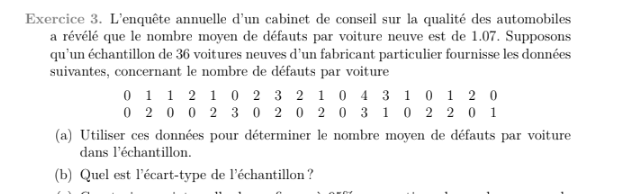 Exercice 3. L'enquête annuelle d'un cabinet de conseil sur la qualité des automobiles
a révélé que le nombre moyen de défauts par voiture neuve est de 1.07. Supposons
qu'un échantillon de 36 voitures neuves d'un fabricant particulier fournisse les données
suivantes, concernant le nombre de défauts par voiture
0 1 1 2 1 0 2 3 2 1 0 4 3 1 0 1 2 0
0 2 0 0 2 3 0 2 0 2 0 3 1 0 2 2 0 1
(a) Utiliser ces données pour déterminer le nombre moyen de défauts par voiture
dans l'échantillon.
(b) Quel est l'écart-type de l'échantillon ?